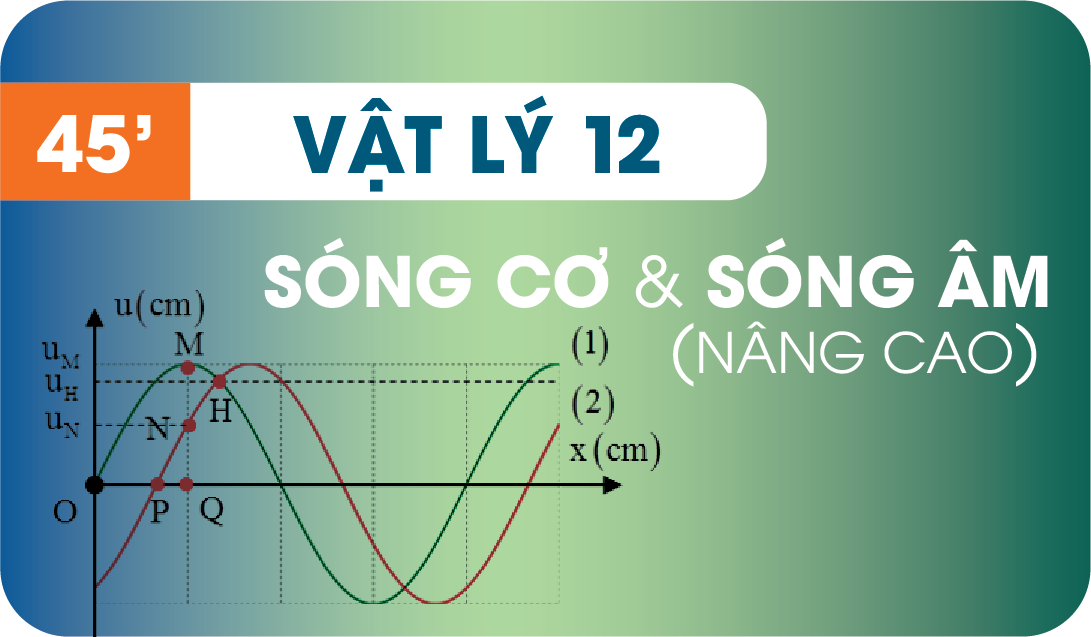 45’ VẬT LÝ 12
SÓNG CƠ & SÓNG ÂM
(NÂNG CAO)
u(cm)
M
(1)
u_M
u_H
H
(2)
u_N
N
x(cm)
O
P
Q